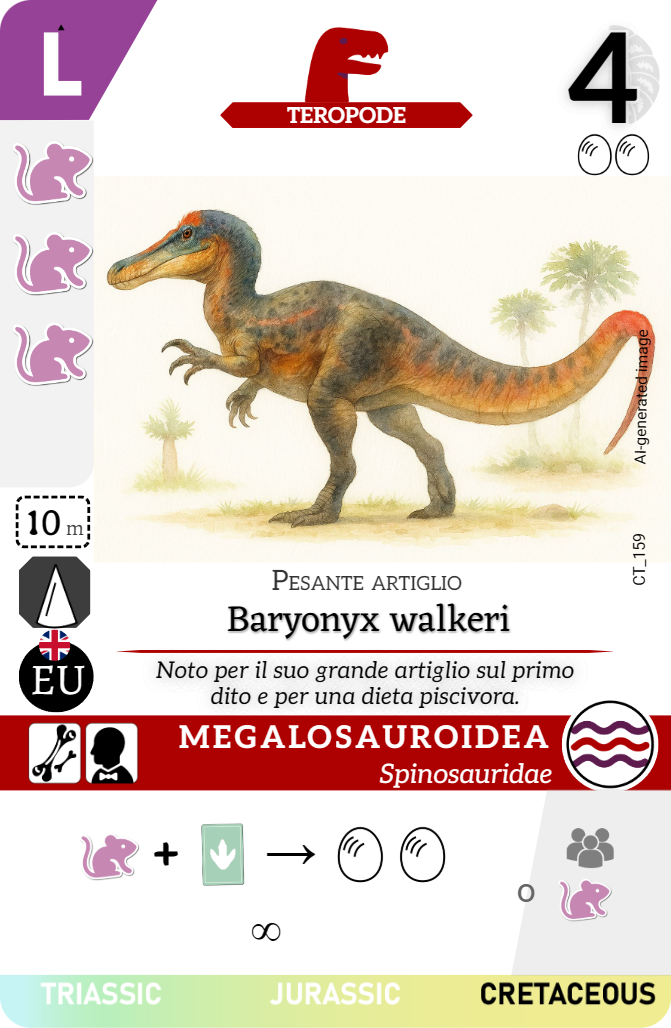 L
TEROPODE
4
AI-generated image
10 m
CT_159
PESANTE ARTIGLIO
Baryonyx walkeri
EU
Noto per il suo grande artiglio sul primo
dito e per una dieta piscivora.
MEGALOSAUROIDEA
Spinosauridae
+ →
O
∞
TRIASSIC JURASSIC CRETACEOUS